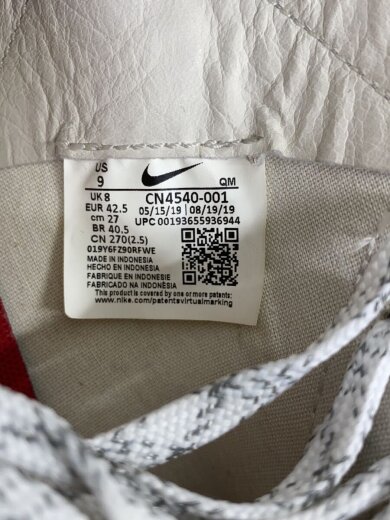 US
9 QM
UK 8 CN4540-001
EUR 42.5 05/15/19 | 08/19/19
cm 27 UPC 00193655936944
BR 40.5
CN 270(2.5)
019Y6FZ90RFWE
MADE IN INDONESIA
HECHO EN INDONESIA
FABRIQUE EN INDONESIE
FABRICADO NA INDONÉSIA
This product is covered by one or more patents. See
www.nike.com/patentsvirtualmarking